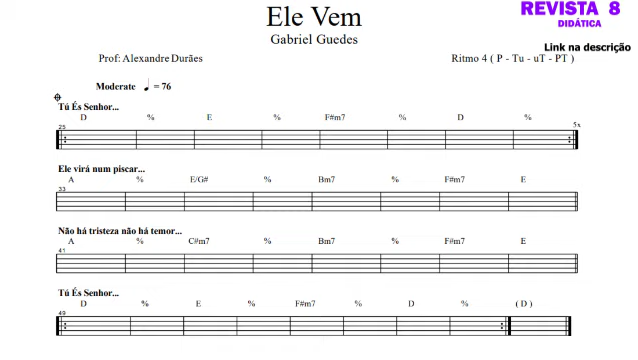 Ele Vem
REVISTA 8
DIDÁTICA
Gabriel Guedes
Link na descrição
Prof: Alexandre Durães
Ritmo 4 ( P - Tu - uT - PT )
Moderate = 76
Tú És Senhor...
D % E % F#m7 % D %
25 5x
Ele virá num piscar...
A % E/G# % Bm7 % F#m7 E
33
Não há tristeza não há temor...
A % C#m7 % Bm7 % F#m7 E
41
Tú És Senhor...
D % E % F#m7 % D % ( D )
49